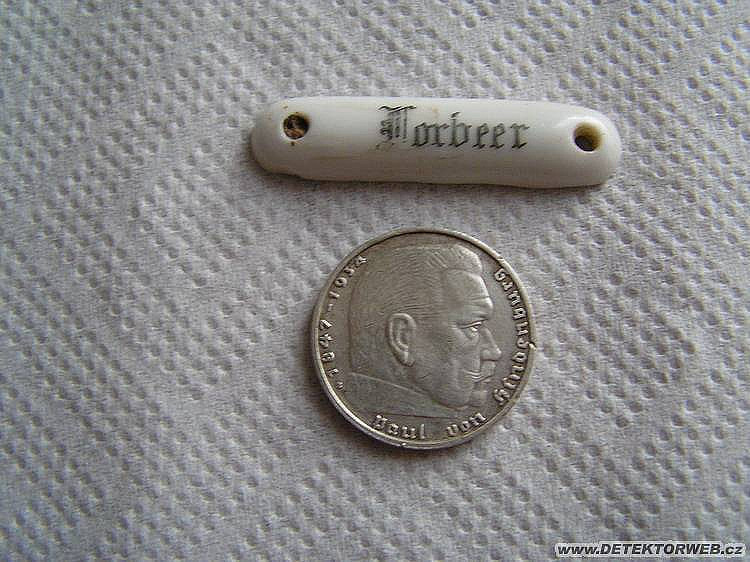 Lorbeer
1847-1934
Paul von Hindenburg
www.DETEKTORWEB.cz